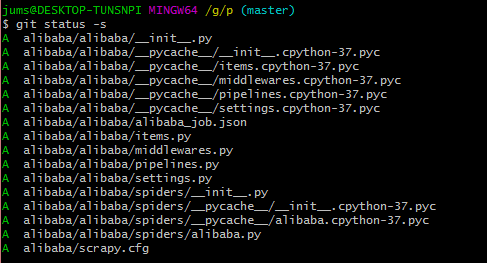 jums@DESKTOP-TUNSNPI MINGW64 /g/p (master)
$ git status -s
A  alibaba/alibaba/__init__.py
A  alibaba/alibaba/__pycache__/__init__.cpython-37.pyc
A  alibaba/alibaba/__pycache__/items.cpython-37.pyc
A  alibaba/alibaba/__pycache__/middlewares.cpython-37.pyc
A  alibaba/alibaba/__pycache__/pipelines.cpython-37.pyc
A  alibaba/alibaba/__pycache__/settings.cpython-37.pyc
A  alibaba/alibaba/alibaba_job.json
A  alibaba/alibaba/items.py
A  alibaba/alibaba/middlewares.py
A  alibaba/alibaba/pipelines.py
A  alibaba/alibaba/settings.py
A  alibaba/alibaba/spiders/__init__.py
A  alibaba/alibaba/spiders/__pycache__/__init__.cpython-37.pyc
A  alibaba/alibaba/spiders/__pycache__/alibaba.cpython-37.pyc
A  alibaba/alibaba/spiders/alibaba.py
A  alibaba/scrapy.cfg